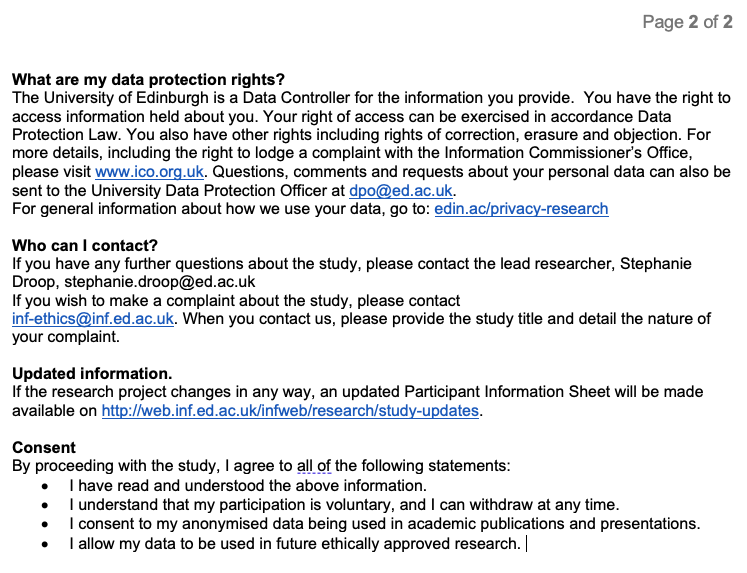 Page 2 of 2
What are my data protection rights?
The University of Edinburgh is a Data Controller for the information you provide.  You have the right to
access information held about you. Your right of access can be exercised in accordance Data
Protection Law. You also have other rights including rights of correction, erasure and objection. For
more details, including the right to lodge a complaint with the Information Commissioner’s Office,
please visit www.ico.org.uk. Questions, comments and requests about your personal data can also be
sent to the University Data Protection Officer at dpo@ed.ac.uk.
For general information about how we use your data, go to: edin.ac/privacy-research
Who can I contact?
If you have any further questions about the study, please contact the lead researcher, Stephanie
Droop, stephanie.droop@ed.ac.uk
If you wish to make a complaint about the study, please contact
inf-ethics@inf.ed.ac.uk. When you contact us, please provide the study title and detail the nature of
your complaint.
Updated information.
If the research project changes in any way, an updated Participant Information Sheet will be made
available on http://web.inf.ed.ac.uk/infweb/research/study-updates.
Consent
By proceeding with the study, I agree to all of the following statements:
• I have read and understood the above information.
• I understand that my participation is voluntary, and I can withdraw at any time.
• I consent to my anonymised data being used in academic publications and presentations.
• I allow my data to be used in future ethically approved research.